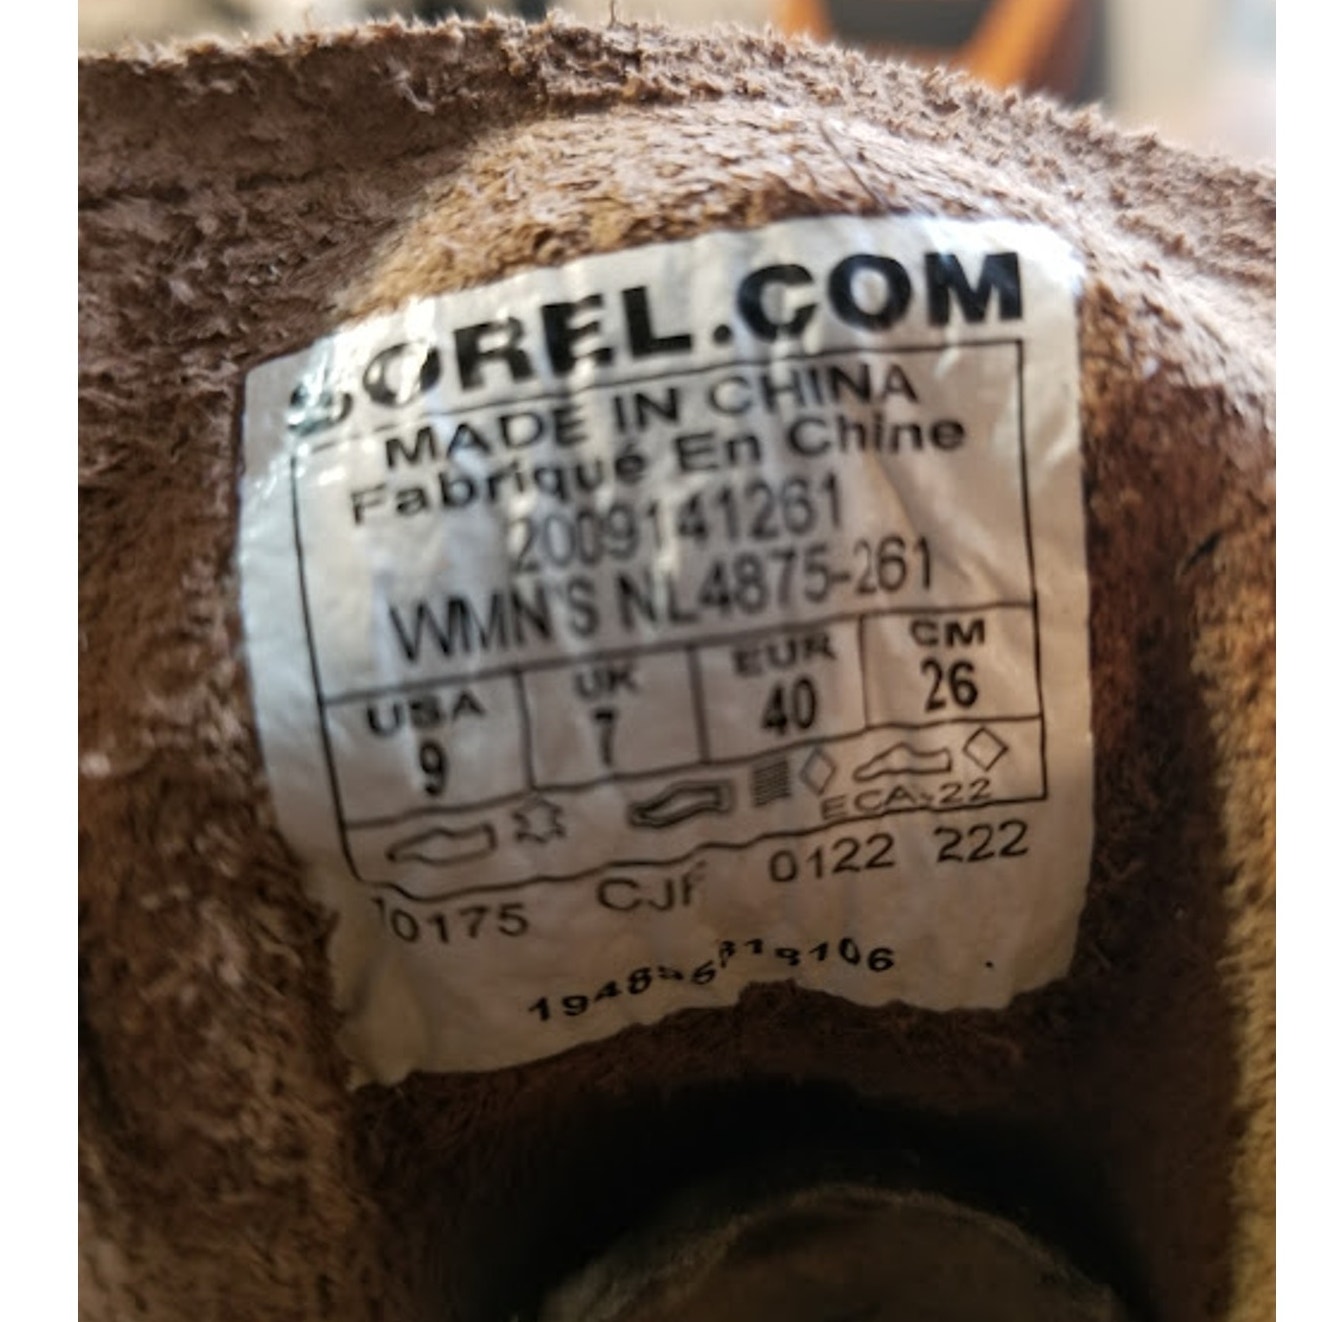 SOREL.COM
MADE IN CHINA
Fabriqué En Chine
2009141261
WMN'S NL4875-261
USA UK EUR CM
9 7 40 26
ECA-22
10175 CJF 0122 222